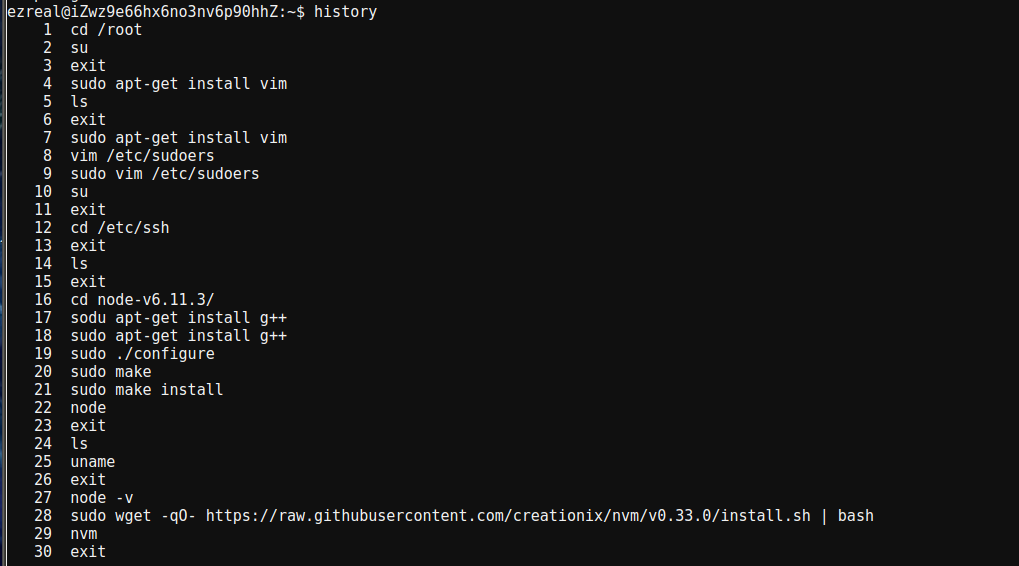 ezreal@iZwz9e66hx6no3nv6p90hhZ:~$ history
1 cd /root
2 su
3 exit
4 sudo apt-get install vim
5 ls
6 exit
7 sudo apt-get install vim
8 vim /etc/sudoers
9 sudo vim /etc/sudoers
10 su
11 exit
12 cd /etc/ssh
13 exit
14 ls
15 exit
16 cd node-v6.11.3/
17 sodu apt-get install g++
18 sudo apt-get install g++
19 sudo ./configure
20 sudo make
21 sudo make install
22 node
23 exit
24 ls
25 uname
26 exit
27 node -v
28 sudo wget -qO- https://raw.githubusercontent.com/creationix/nvm/v0.33.0/install.sh | bash
29 nvm
30 exit